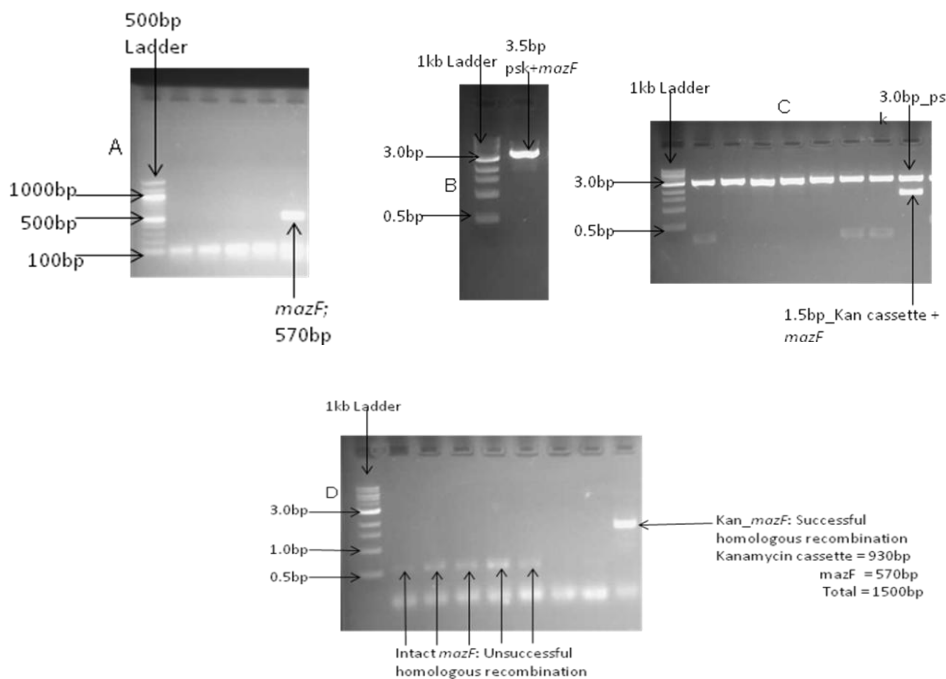 500bp
Ladder
A
1000bp
500bp
100bp
mazF;
570bp
1kb Ladder
3.5bp
psk+mazF
3.0bp
B
0.5bp
1kb Ladder
C
3.0bp_ps
k
3.0bp
0.5bp
1.5bp_Kan cassette +
mazF
1kb Ladder
D
3.0bp
1.0bp
0.5bp
Kan_mazF: Successful
homologous recombination
Kanamycin cassette = 930bp
mazF = 570bp
Total = 1500bp
Intact mazF: Unsuccessful
homologous recombination